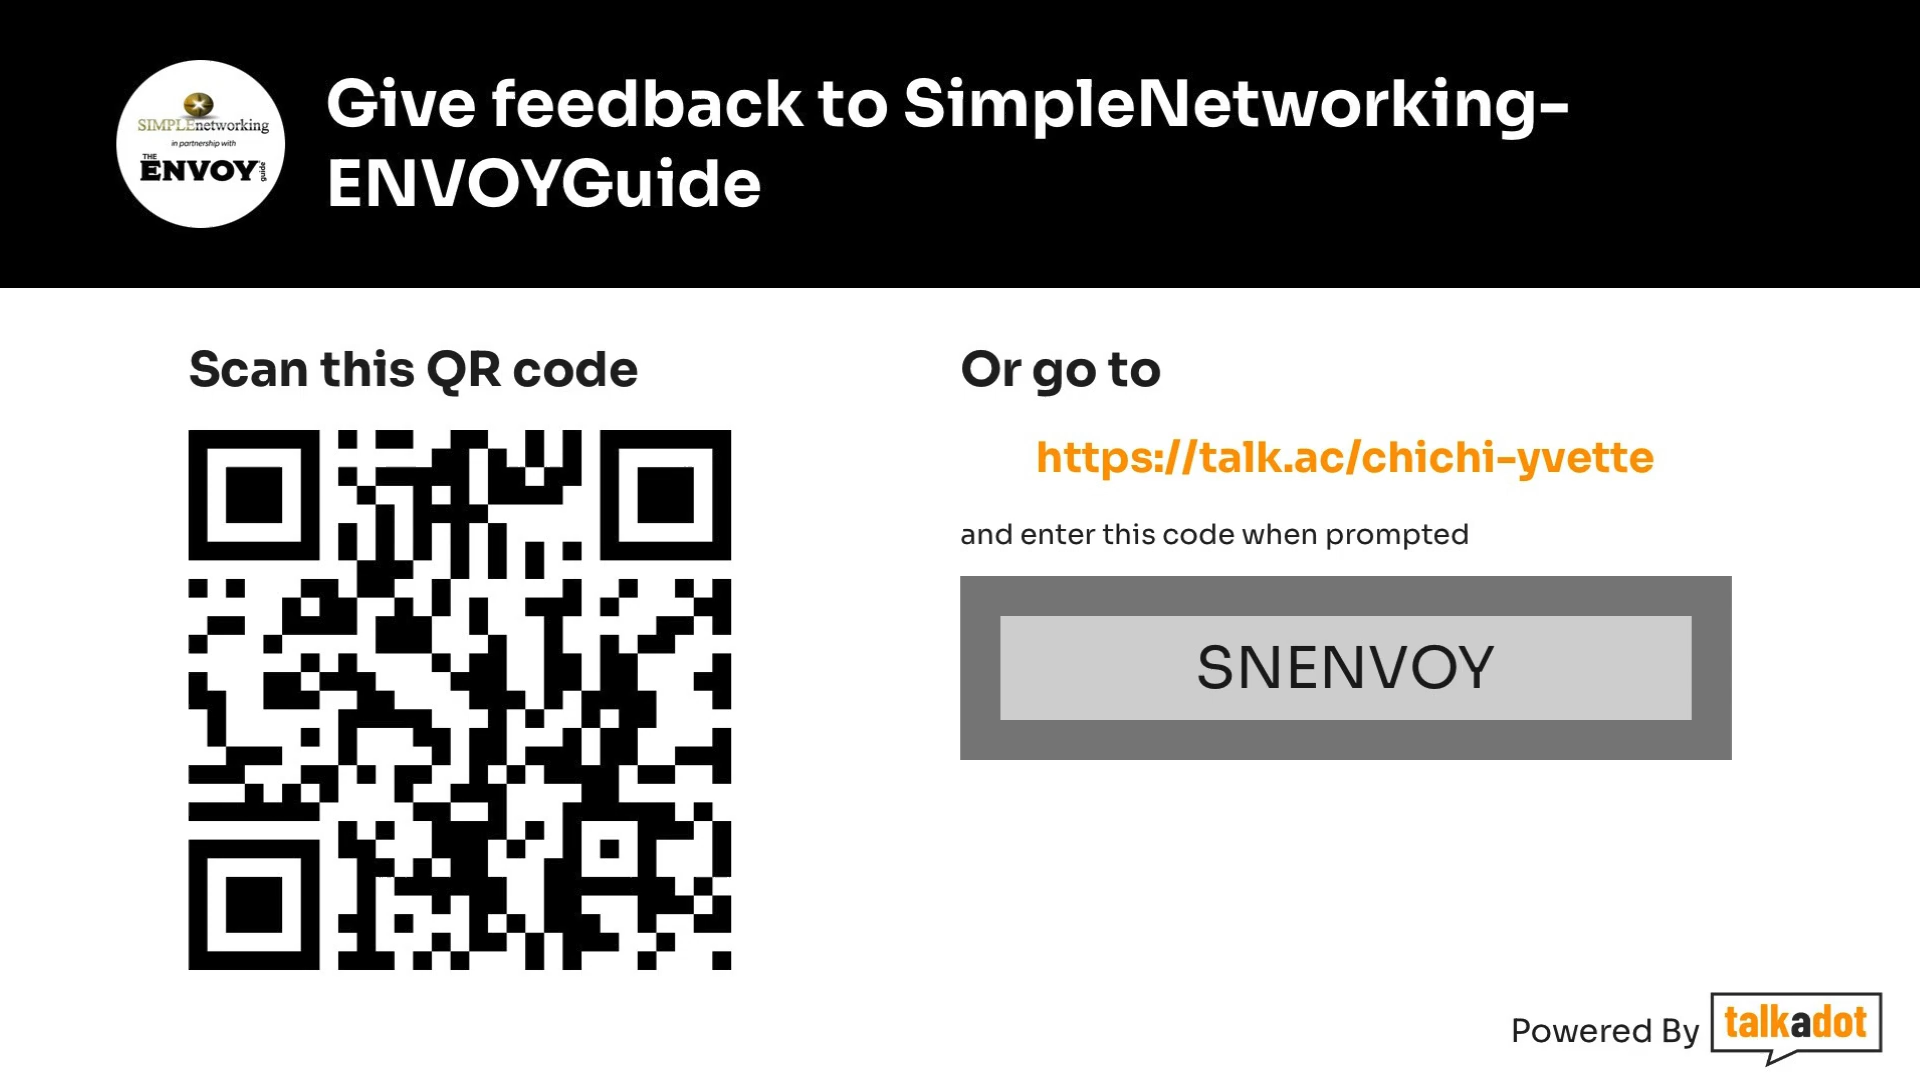 SIMPLEnetworking
in partnership with
THE
ENVOY guide
Give feedback to SimpleNetworking-
ENVOYGuide
Scan this QR code
Or go to
https://talk.ac/chichi-yvette
and enter this code when prompted
SNENVOY
Powered By talkadot